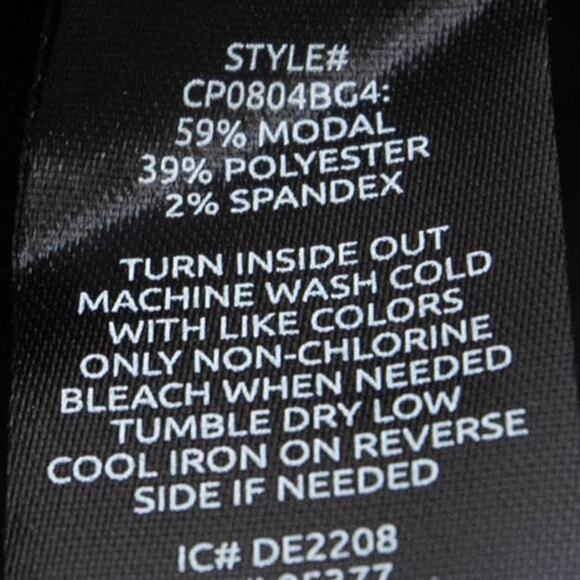 STYLE#
CP0804BG4:
59% MODAL
39% POLYESTER
2% SPANDEX
TURN INSIDE OUT
MACHINE WASH COLD
WITH LIKE COLORS
ONLY NON-CHLORINE
BLEACH WHEN NEEDED
TUMBLE DRY LOW
COOL IRON ON REVERSE
SIDE IF NEEDED
IC# DE2208